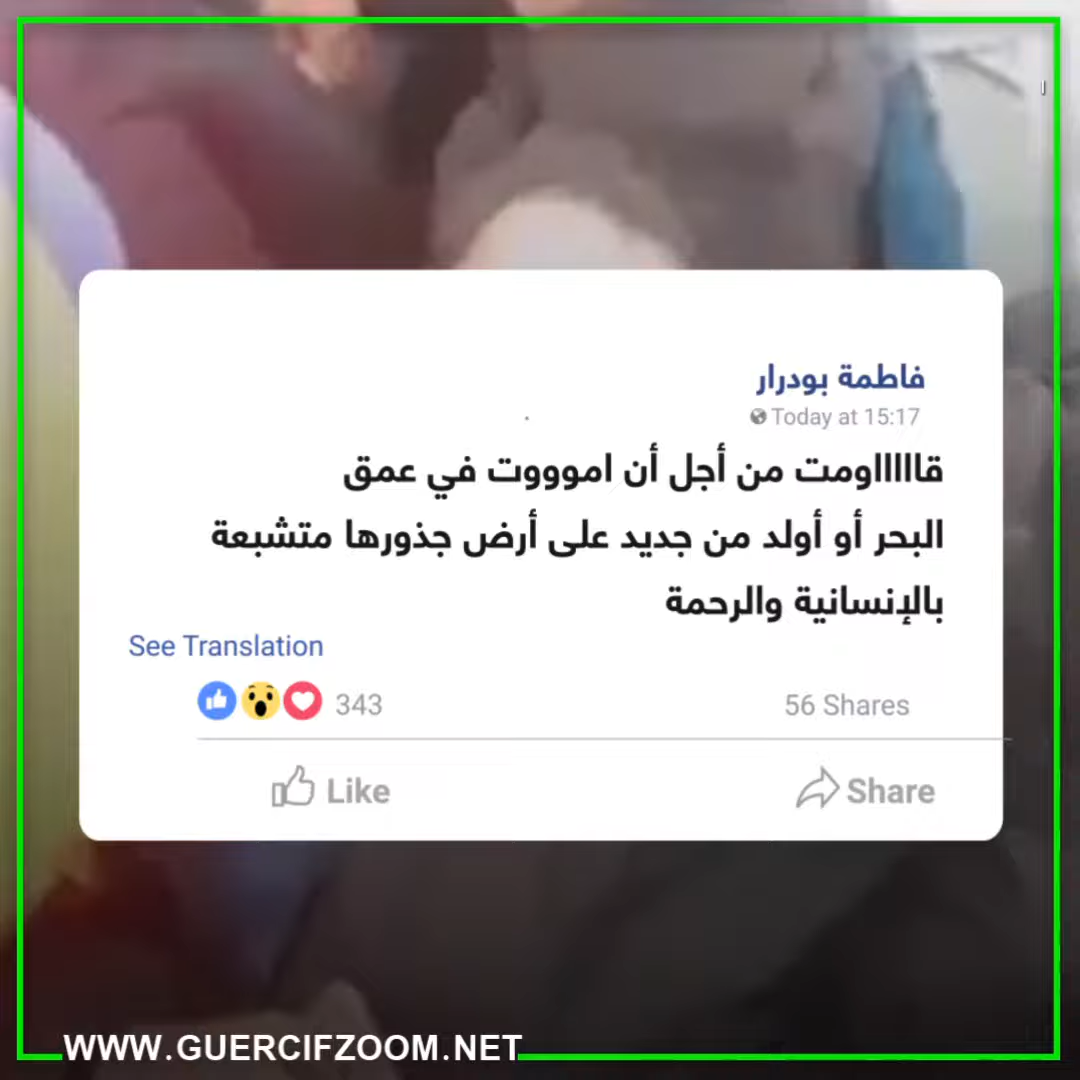 فاطمة بودرار
Today at 15:17
قااااااومت من أجل أن امووووت في عمق
البحر أو أولد من جديد على أرض جذورها متشبعة
بالإنسانية والرحمة
See Translation
343
56 Shares
Like
Share
WWW.GUERCIFZOOM.NET